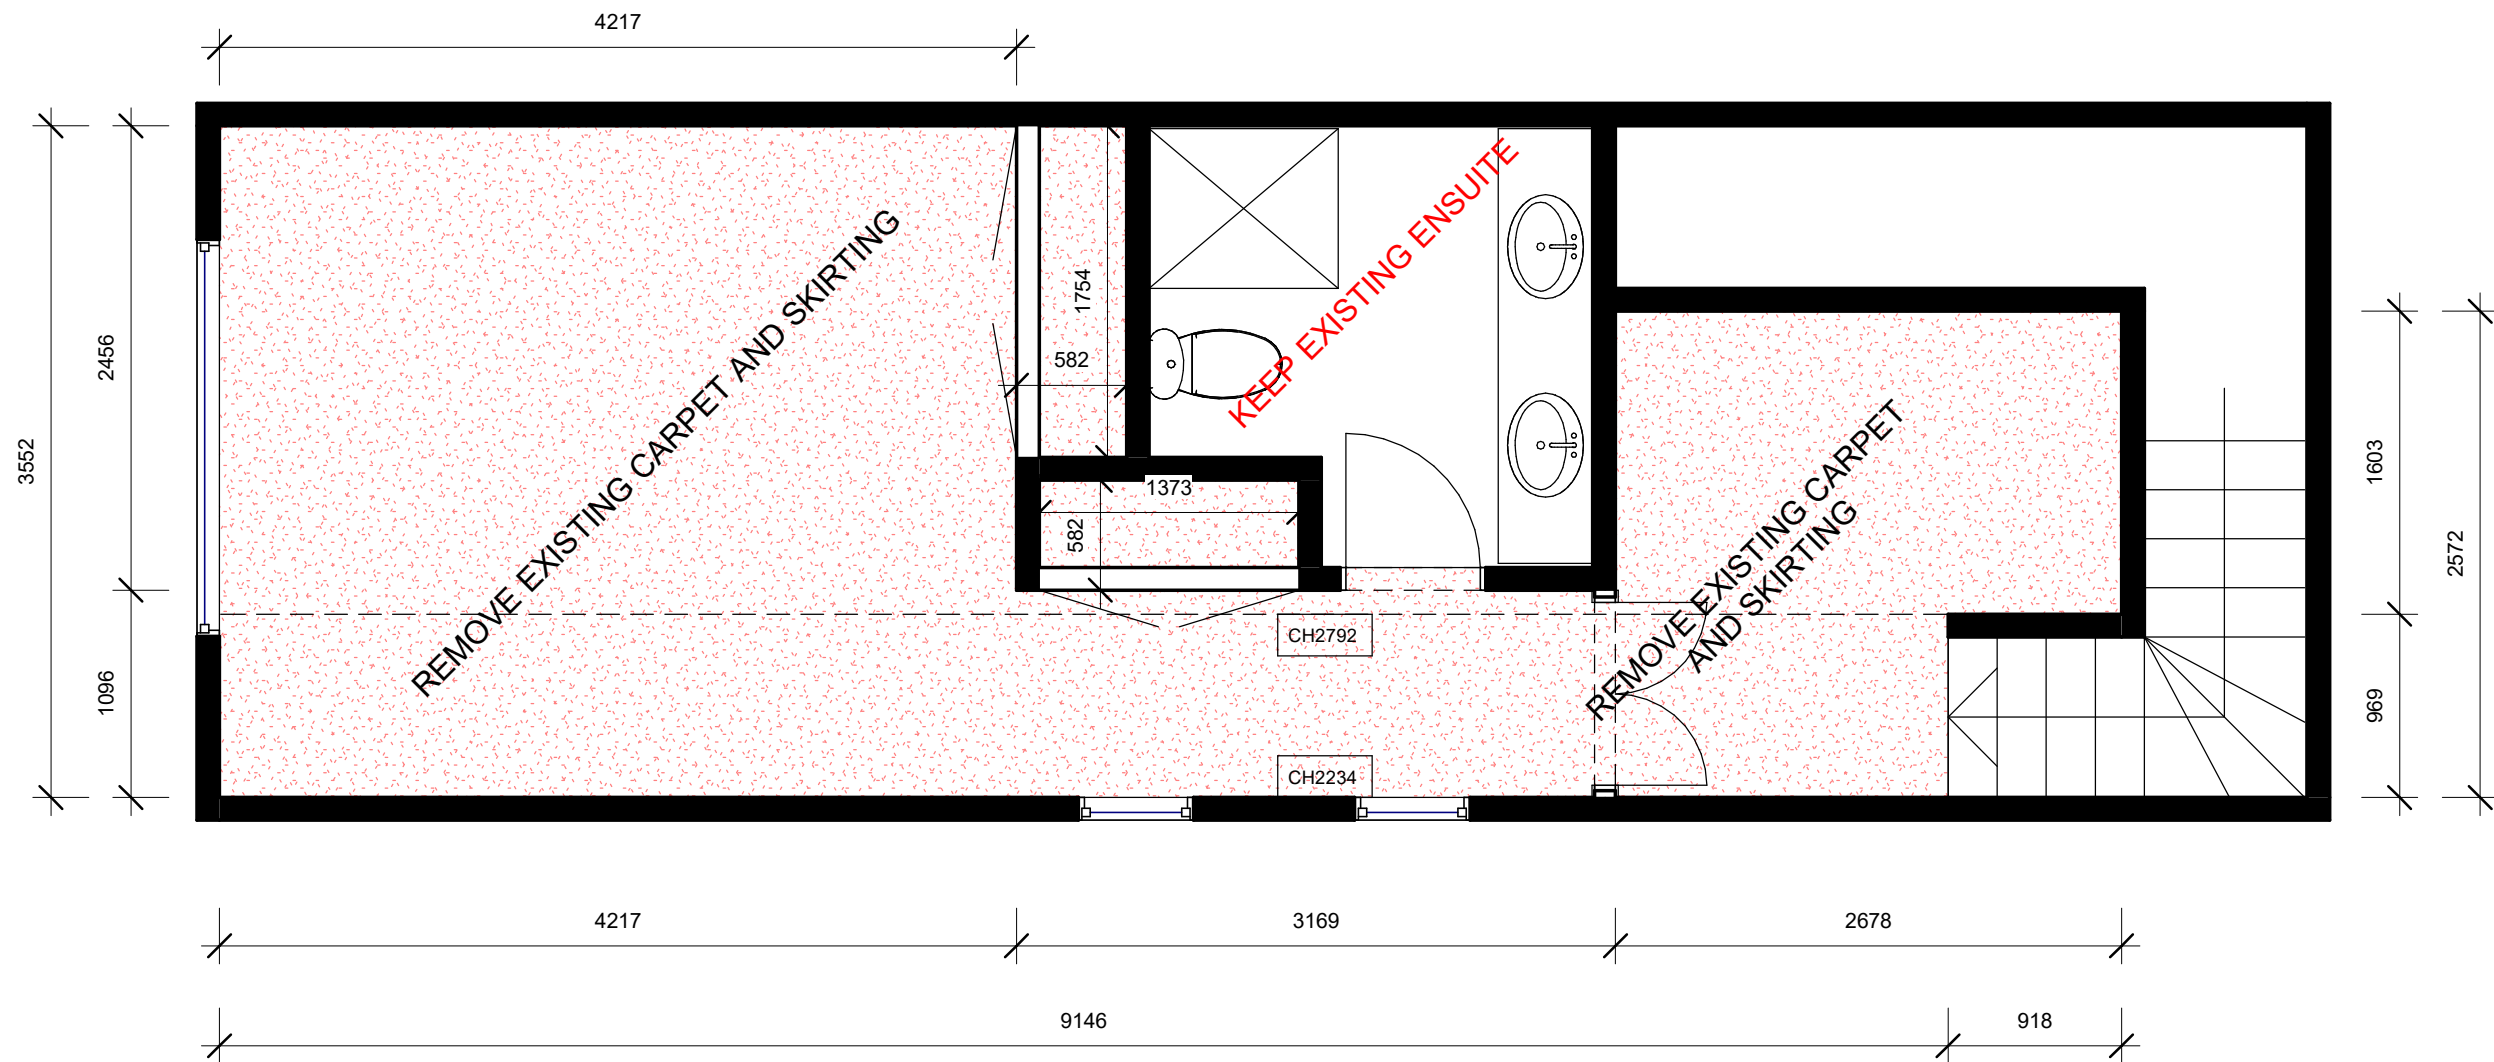 4217
3552
2456
1096
REMOVE EXISTING CARPET AND SKIRTING
1754
582
1373
582
KEEP EXISTING ENSUITE
CH2792
CH2234
REMOVE EXISTING CARPET
AND SKIRTING
1603
969
2572
4217
3169
2678
9146
918